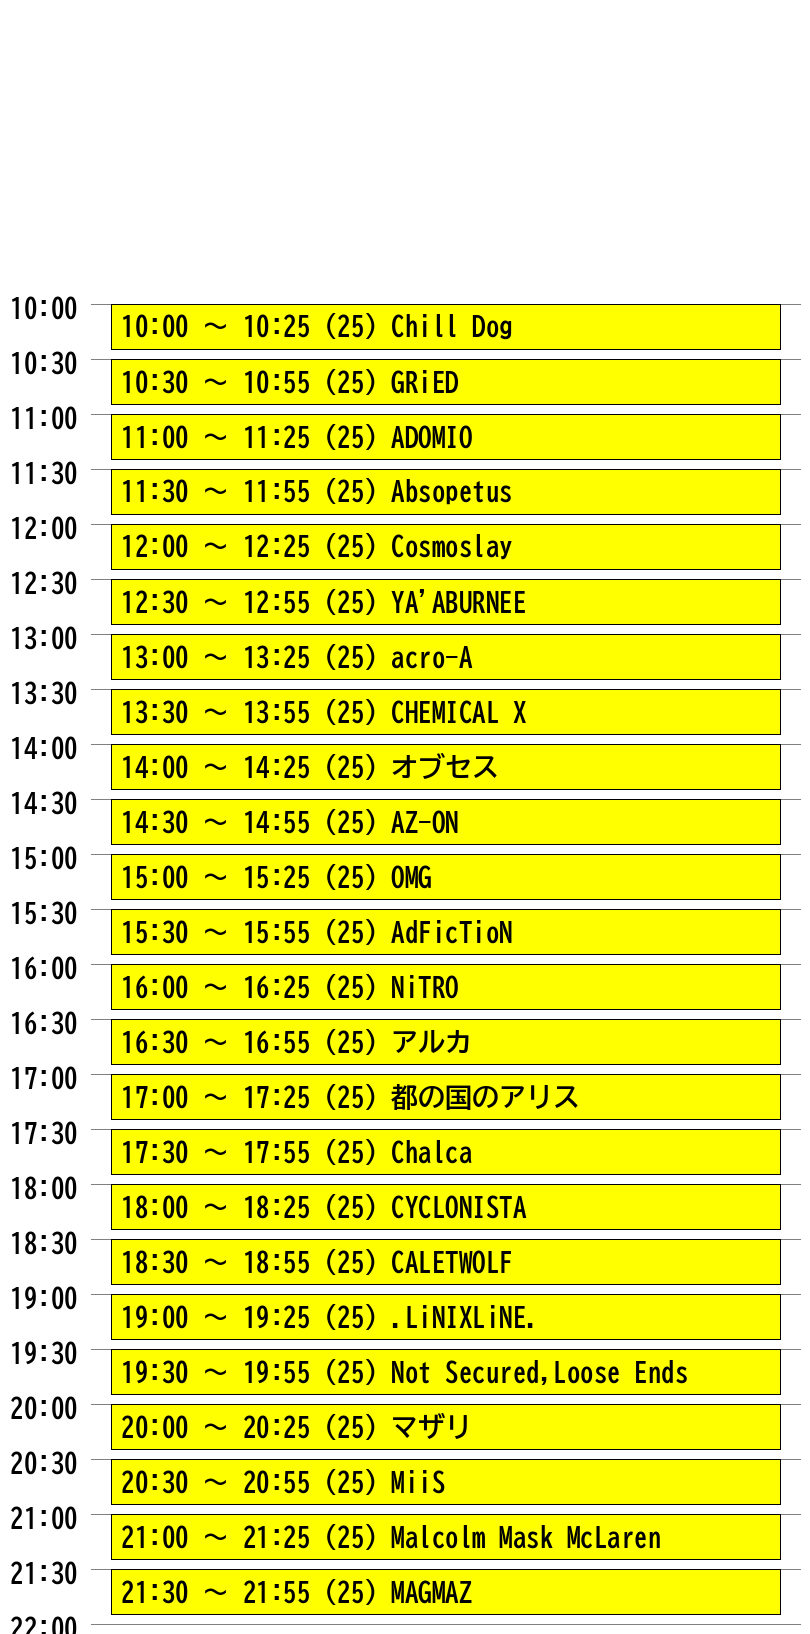 10:00
10:00 ～ 10:25 (25) Chill Dog
10:30
10:30 ～ 10:55 (25) GRiED
11:00
11:00 ～ 11:25 (25) ADOMIO
11:30
11:30 ～ 11:55 (25) Absopetus
12:00
12:00 ～ 12:25 (25) Cosmoslay
12:30
12:30 ～ 12:55 (25) YA'ABURNEE
13:00
13:00 ～ 13:25 (25) acro-A
13:30
13:30 ～ 13:55 (25) CHEMICAL X
14:00
14:00 ～ 14:25 (25) オブセス
14:30
14:30 ～ 14:55 (25) AZ-ON
15:00
15:00 ～ 15:25 (25) OMG
15:30
15:30 ～ 15:55 (25) AdFicTioN
16:00
16:00 ～ 16:25 (25) NiTRO
16:30
16:30 ～ 16:55 (25) アルカ
17:00
17:00 ～ 17:25 (25) 都の国のアリス
17:30
17:30 ～ 17:55 (25) Chalca
18:00
18:00 ～ 18:25 (25) CYCLONISTA
18:30
18:30 ～ 18:55 (25) CALETWOLF
19:00
19:00 ～ 19:25 (25) .LiNIXLiNE.
19:30
19:30 ～ 19:55 (25) Not Secured,Loose Ends
20:00
20:00 ～ 20:25 (25) マザリ
20:30
20:30 ～ 20:55 (25) MiiS
21:00
21:00 ～ 21:25 (25) Malcolm Mask McLaren
21:30
21:30 ～ 21:55 (25) MAGMAZ
22:00